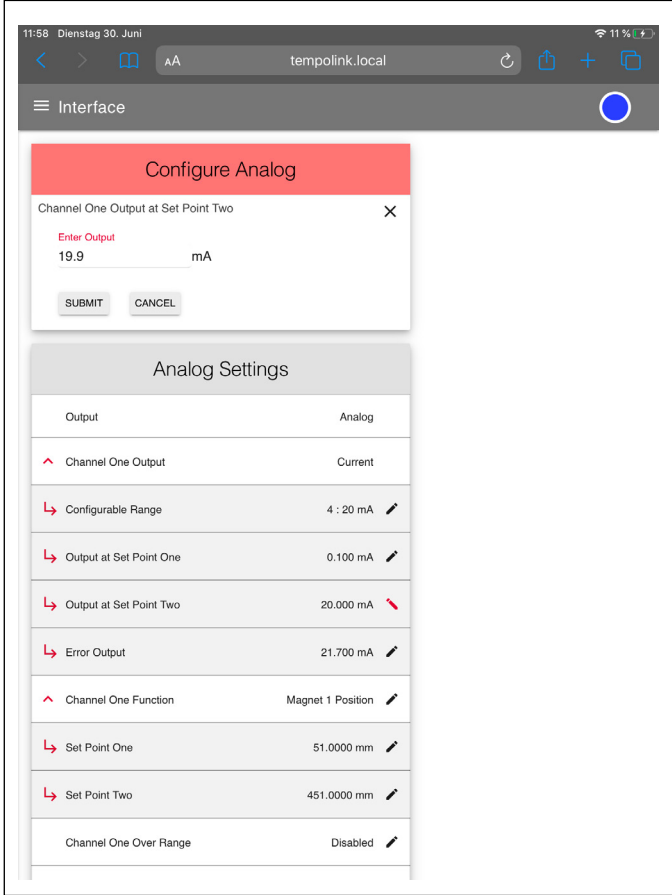 11:58 Dienstag 30. Juni 11 %
AA tempolink.local
Interface
Configure Analog
Channel One Output at Set Point Two
Enter Output
19.9 mA
SUBMIT CANCEL
Analog Settings
Output Analog
Channel One Output Current
Configurable Range 4 : 20 mA
Output at Set Point One 0.100 mA
Output at Set Point Two 20.000 mA
Error Output 21.700 mA
Channel One Function Magnet 1 Position
Set Point One 51.0000 mm
Set Point Two 451.0000 mm
Channel One Over Range Disabled